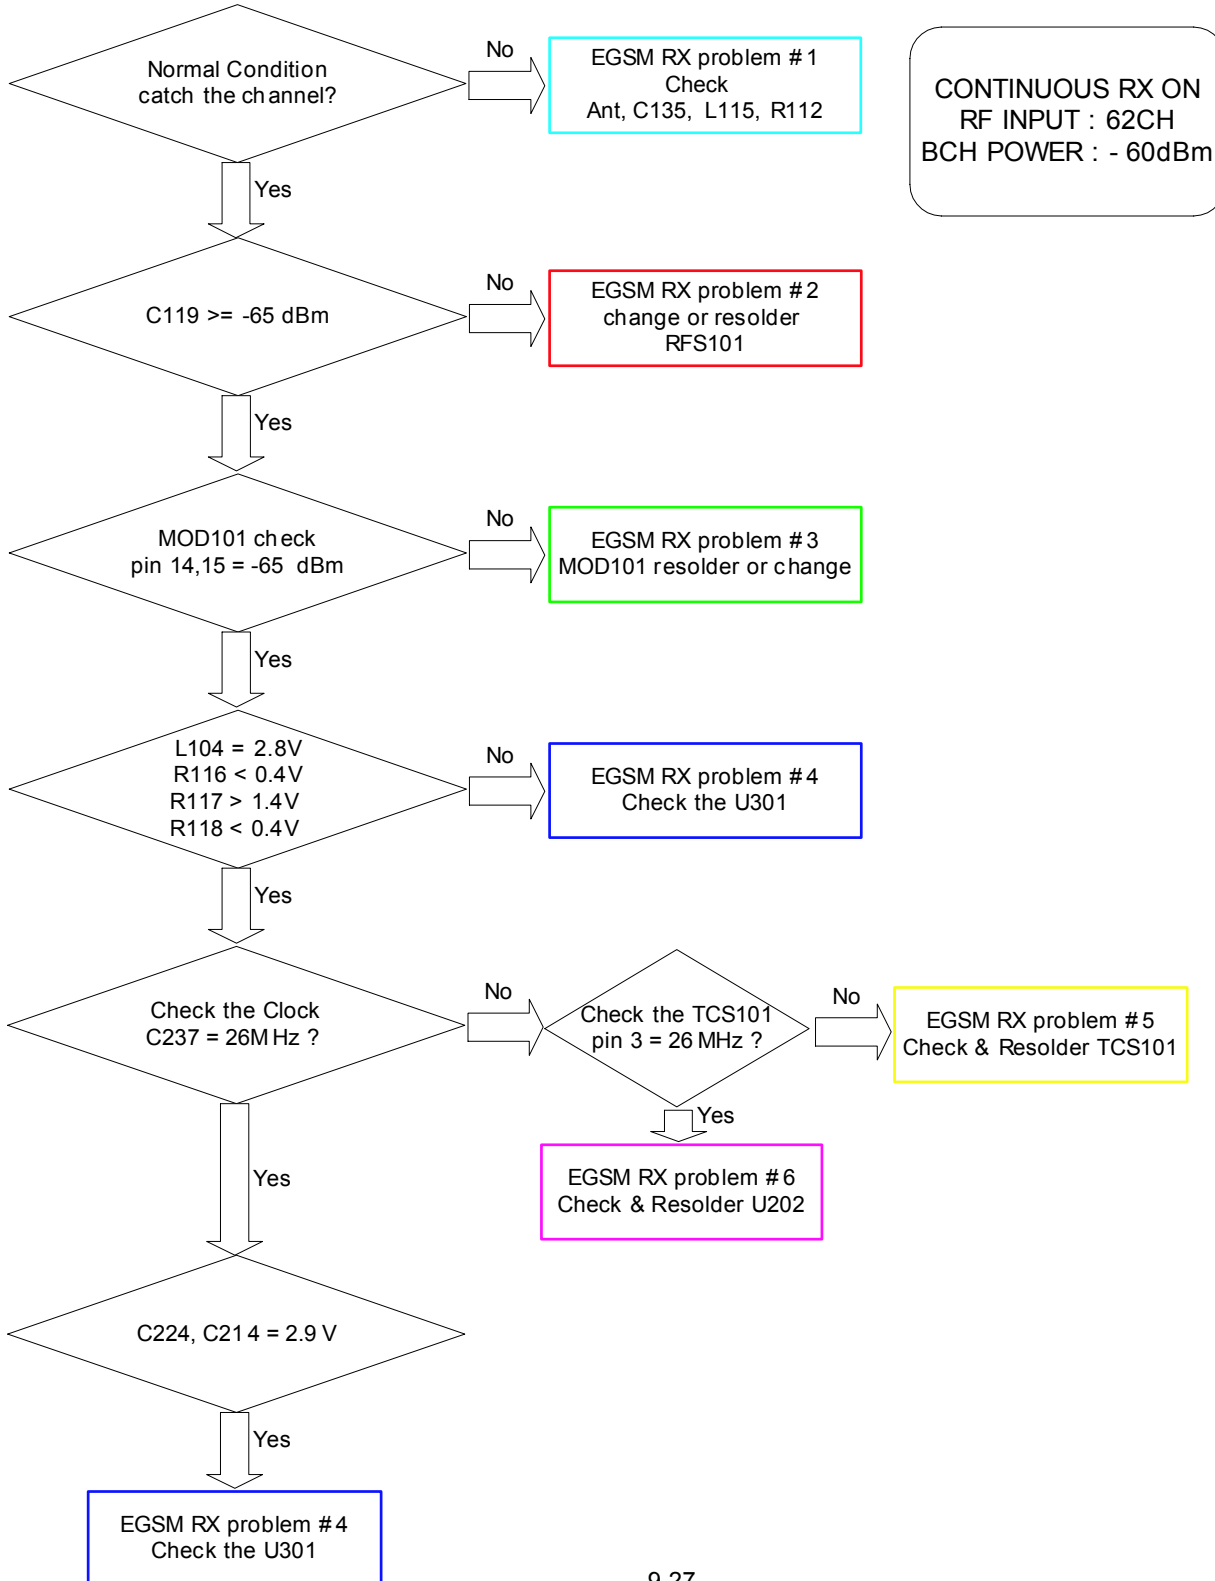 Normal Condition
catch the channel?
No
EGSM RX problem #1
Check
Ant, C135, L115, R112
CONTINUOUS RX ON
RF INPUT : 62CH
BCH POWER : - 60dBm
Yes
C119 >= -65 dBm
No
EGSM RX problem #2
change or resolder
RFS101
Yes
MOD101 check
pin 14,15 = -65 dBm
No
EGSM RX problem #3
MOD101 resolder or change
Yes
L104 = 2.8V
R116 < 0.4V
R117 > 1.4V
R118 < 0.4V
No
EGSM RX problem #4
Check the U301
Yes
Check the Clock
C237 = 26MHz ?
No
Check the TCS101
pin 3 = 26MHz ?
No
EGSM RX problem #5
Check & Resolder TCS101
Yes
EGSM RX problem #6
Check & Resolder U202
Yes
C224, C214 = 2.9 V
Yes
EGSM RX problem #4
Check the U301
9-27